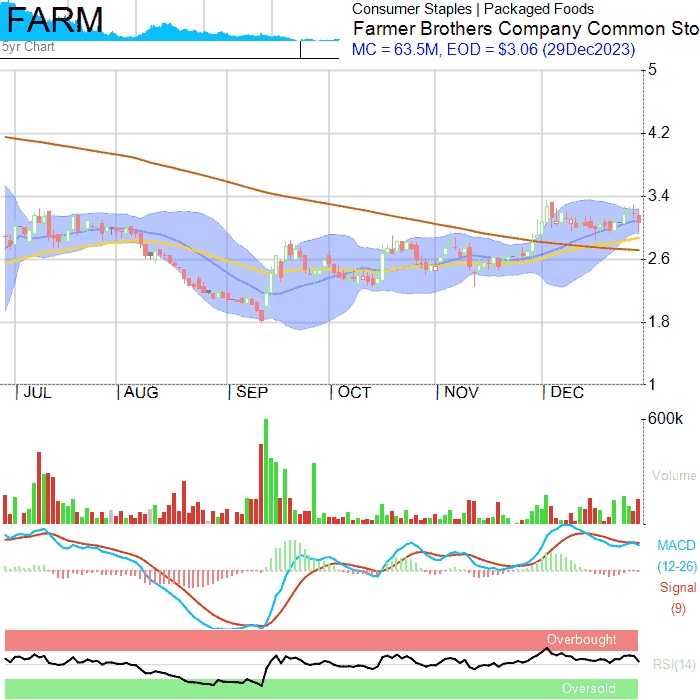 FARM
5yr Chart
Consumer Staples | Packaged Foods
Farmer Brothers Company Common Sto
MC = 63.5M, EOD = $3.06 (29Dec2023)
5
4.2
3.4
2.6
1.8
1
JUL AUG SEP OCT NOV DEC
600k
Volume
MACD
(12-26)
Signal
(9)
Overbought
RSI(14)
Oversold